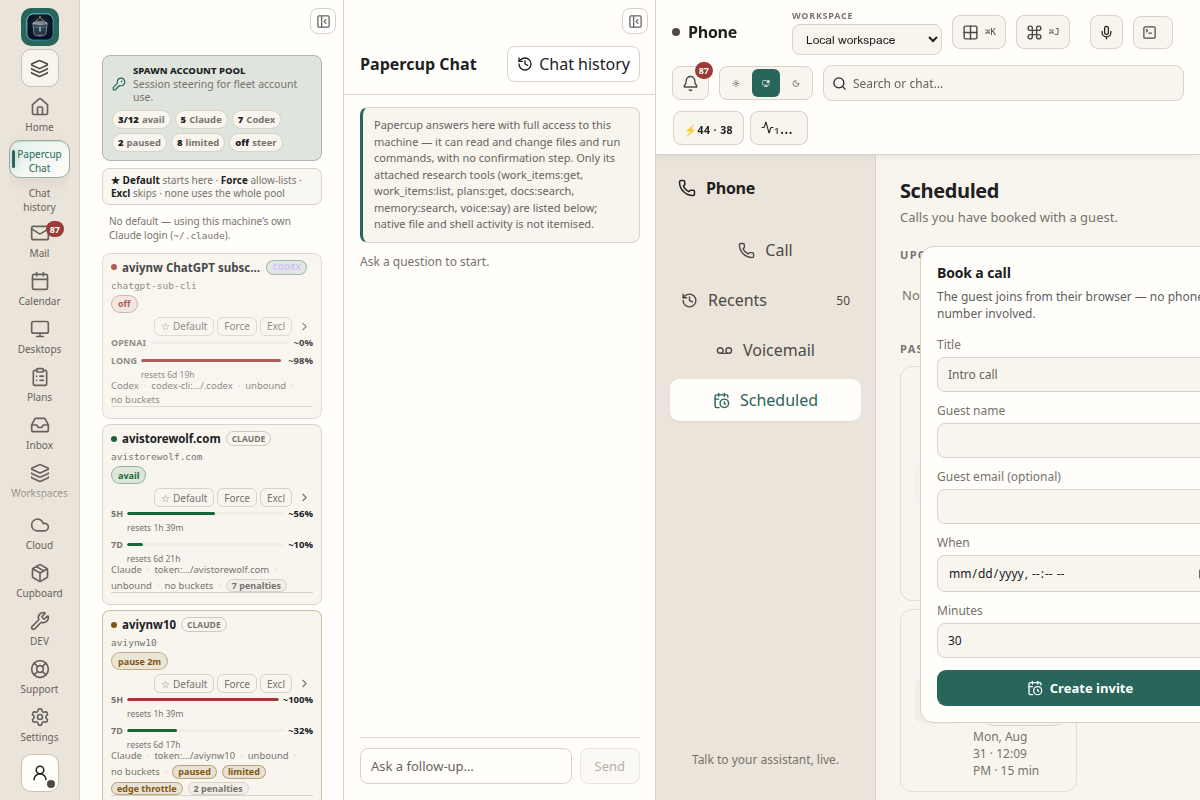 Home
Papercup
Chat
Chat
history
87
Mail
Calendar
Desktops
Plans
Inbox
Workspaces
Cloud
Cupboard
DEV
Support
Settings
SPAWN ACCOUNT POOL
Session steering for fleet account
use.
3/12 avail
5 Claude
7 Codex
2 paused
8 limited
off steer
★ Default starts here · Force allow-lists ·
Excl skips · none uses the whole pool
No default — using this machine's own
Claude login (~/.claude).
aviynw ChatGPT subsc...
CODEX
chatgpt-sub-cli
off
☆ Default
Force
Excl
OPENAI
~0%
LONG
~98%
resets 6d 19h
Codex · codex-cli:.../.codex · unbound ·
no buckets
avistorewolf.com
CLAUDE
avistorewolf.com
avail
☆ Default
Force
Excl
5H
~56%
resets 1h 39m
7D
~10%
resets 6d 21h
Claude · token:.../avistorewolf.com ·
unbound · no buckets · 7 penalties
aviynw10
CLAUDE
aviynw10
pause 2m
☆ Default
Force
Excl
5H
~100%
resets 1h 39m
7D
~32%
resets 6d 17h
Claude · token:.../aviynw10 · unbound ·
no buckets · paused limited
edge throttle 2 penalties
Papercup Chat
Chat history
Papercup answers here with full access to this
machine — it can read and change files and run
commands, with no confirmation step. Only its
attached research tools (work_items:get,
work_items:list, plans:get, docs:search,
memory:search, voice:say) are listed below;
native file and shell activity is not itemised.
Ask a question to start.
Ask a follow-up...
Send
Phone
WORKSPACE
Local workspace
⌘K
⌘J
87
Search or chat...
⚡44 · 38
1...
Phone
Call
Recents
50
Voicemail
Scheduled
Talk to your assistant, live.
Scheduled
Calls you have booked with a guest.
UPC
No
PAS
Book a call
The guest joins from their browser — no phone
number involved.
Title
Intro call
Guest name
Guest email (optional)
When
mm/dd/yyyy, --:-- --
Minutes
30
Create invite
Mon, Aug
31 · 12:09
PM · 15 min